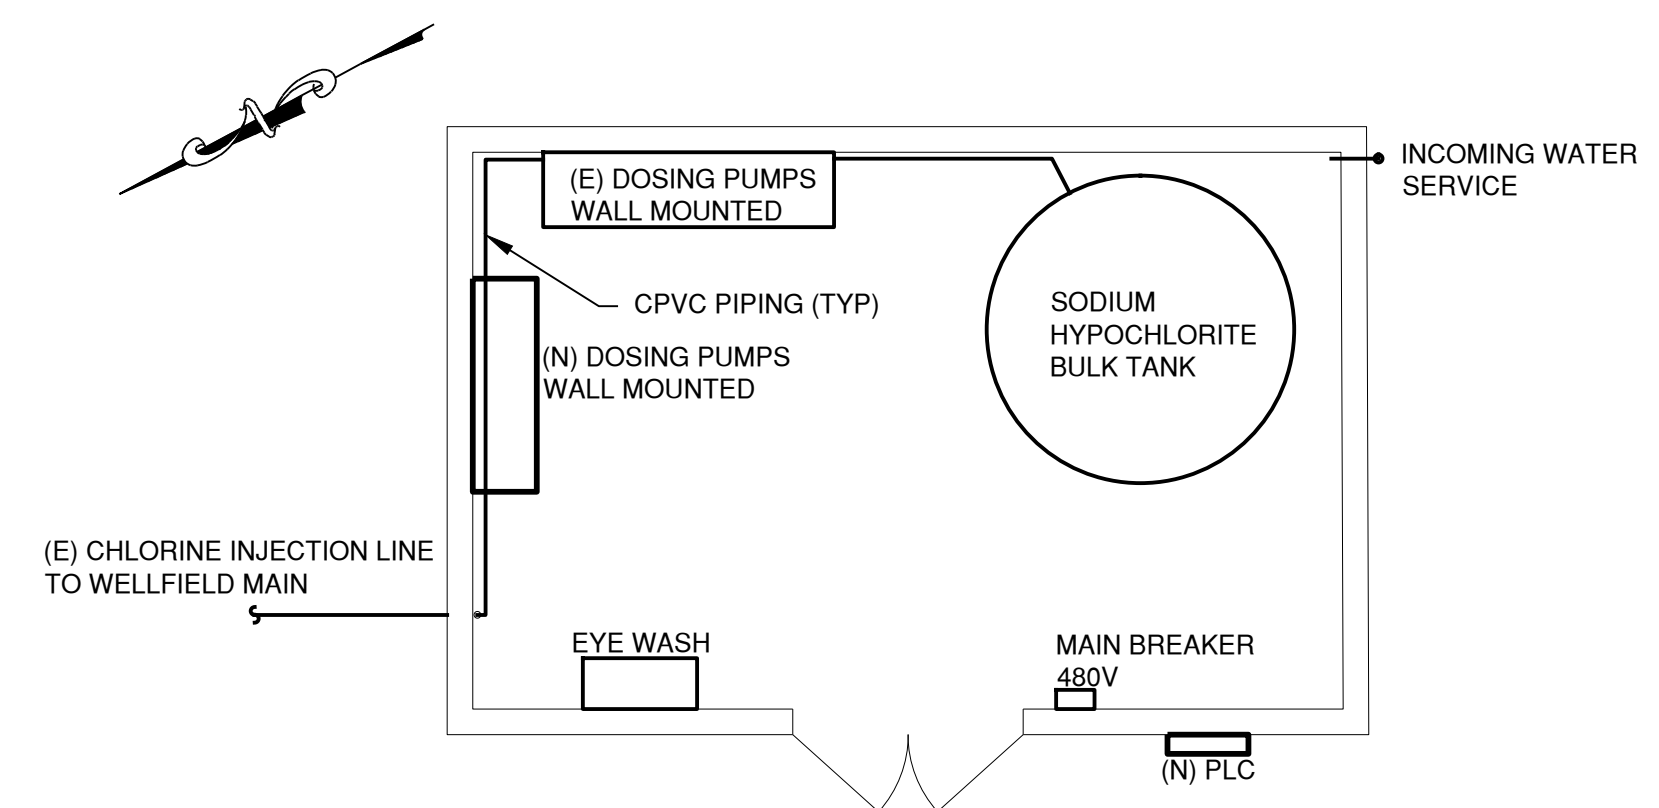 N
INCOMING WATER
SERVICE
(E) DOSING PUMPS
WALL MOUNTED
CPVC PIPING (TYP)
SODIUM
HYPOCHLORITE
BULK TANK
(N) DOSING PUMPS
WALL MOUNTED
(E) CHLORINE INJECTION LINE
TO WELLFIELD MAIN
EYE WASH
MAIN BREAKER
480V
(N) PLC